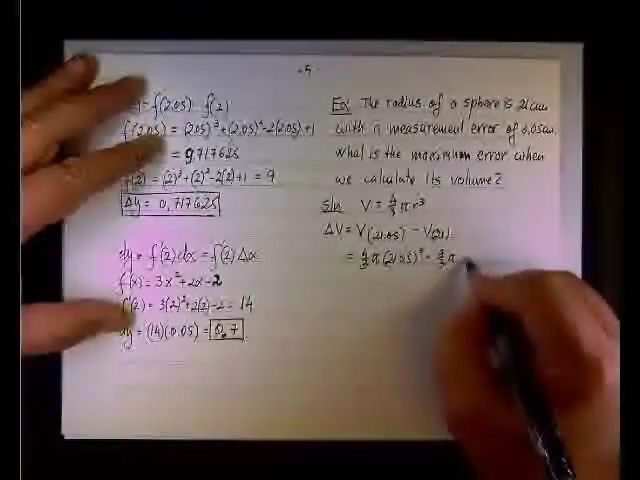 -5-
= f(2.05) - f(2)
f(2.05) = (2.05)³ + (2.05)² - 2(2.05) + 1
= 9.717625
f(2) = (2)³ + (2)² - 2(2) + 1 = 9
Δy = 0.717625
dy = f'(2) dx = f'(2) Δx
f'(x) = 3x² + 2x - 2
f'(2) = 3(2)² + 2(2) - 2 = 14
dy = (14)(0.05) = 0.7
Ex: The radius of a sphere is 21cm
with a measurement error of 0.05cm.
What is the maximum error when
we calculate its volume?
Sln V = 4/3 π r³
ΔV = V(21.05) - V(21)
= 4/3 π (21.05)³ - 4/3 π